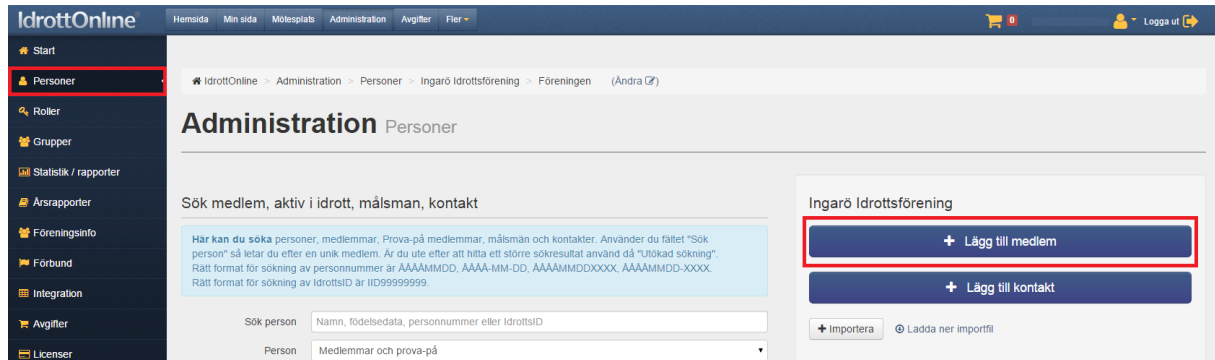 IdrottOnline
Hemsida Min sida Mötesplats Administration Avgifter Fler
0
Logga ut
Start
Personer
Roller
Grupper
Statistik / rapporter
Årsrapporter
Föreningsinfo
Förbund
Integration
Avgifter
Licenser
IdrottOnline > Administration > Personer > Ingarö Idrottsförening > Föreningen (Ändra)
Administration Personer
Sök medlem, aktiv i idrott, målsman, kontakt
Här kan du söka personer, medlemmar, Prova-på medlemmar, målsmän och kontakter. Använder du fältet "Sök
person" så letar du efter en unik medlem. Är du ute efter att hitta ett större sökresultat använd då "Utökad sökning".
Rätt format för sökning av personnummer är ÅÅÅÅMMDD, ÅÅÅÅ-MM-DD, ÅÅÅÅMMDDXXXX, ÅÅÅÅMMDD-XXXX.
Rätt format för sökning av IdrottsID är IID99999999.
Sök person Namn, födelsedata, personnummer eller IdrottsID
Person Medlemmar och prova-på
Ingarö Idrottsförening
+ Lägg till medlem
+ Lägg till kontakt
+ Importera Ladda ner importfil